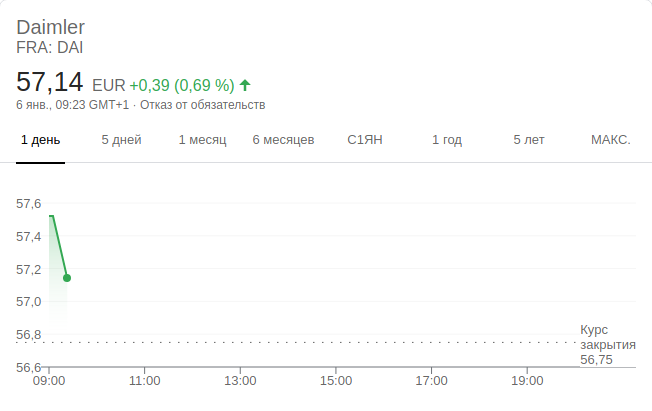 Daimler
FRA: DAI
57,14 EUR +0,39 (0,69 %)
6 янв., 09:23 GMT+1 · Отказ от обязательств
1 день 5 дней 1 месяц 6 месяцев С1ЯН 1 год 5 лет МАКС.
57,6
57,4
57,2
57,0
56,8
56,6
Курс
закрытия
56,75
09:00 11:00 13:00 15:00 17:00 19:00